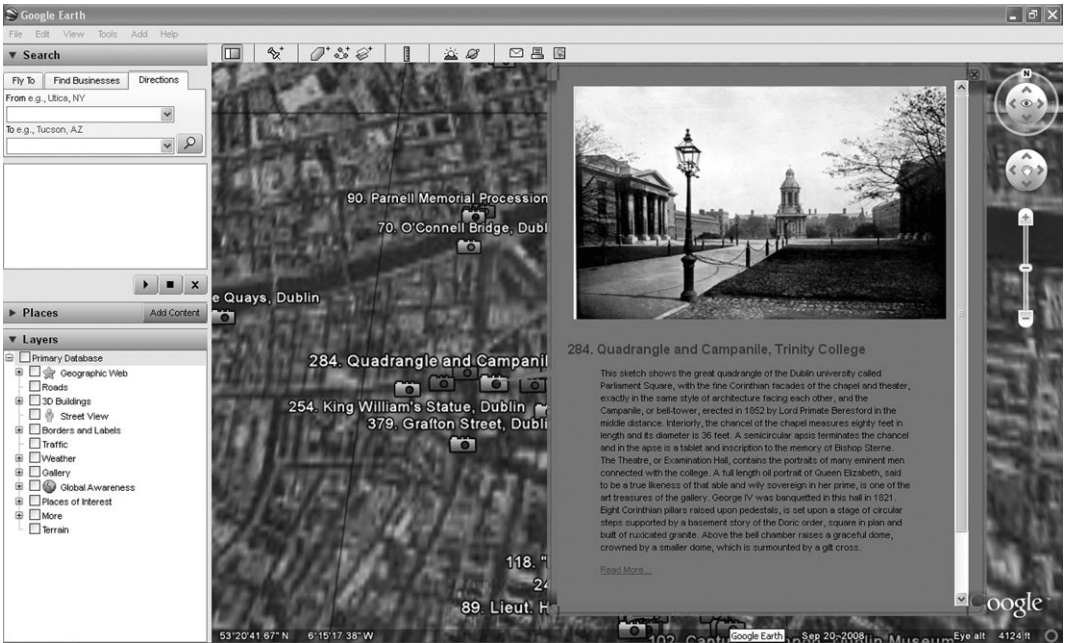 Google Earth
File Edit View Tools Add Help
Search
Fly To Find Businesses Directions
From e.g., Utica, NY
To e.g., Tucson, AZ
Places Add Content
Layers
Primary Database
Geographic Web
Roads
3D Buildings
Street View
Borders and Labels
Traffic
Weather
Gallery
Global Awareness
Places of Interest
More
Terrain
90. Parnell Memorial Procession
70. O'Connell Bridge, Dubl
e Quays, Dublin
284. Quadrangle and Campanil
254. King William's Statue, Dublin
379. Grafton Street, Dubli
118. "
24
89. Lieut. H
N
284. Quadrangle and Campanile, Trinity College
This sketch shows the great quadrangle of the Dublin university called
Parliament Square, with the fine Corinthian facades of the chapel and theater,
exactly in the same style of architecture facing each other, and the
Campanile, or bell-tower, erected in 1852 by Lord Primate Beresford in the
middle distance. Interiorly, the chancel of the chapel measures eighty feet in
length and its diameter is 36 feet. A semicircular apsis terminates the chancel
and in the apse is a tablet and inscription to the memory of Bishop Sterne.
The Theatre, or Examination Hall, contains the portraits of many eminent men
connected with the college. A full length oil portrait of Queen Elizabeth, said
to be a true likeness of that able and wily sovereign in her prime, is one of the
art treasures of the gallery. George IV was banquetted in this hall in 1821.
Eight Corinthian pillars raised upon pedestals, is set upon a stage of circular
steps supported by a basement story of the Doric order, square in plan and
built of ruxicated granite. Above the bell chamber raises a graceful dome,
crowned by a smaller dome, which is surmounted by a gilt cross.
Read More...
Google
53°20'41.67" N 6°15'17.38" W
102. Captu
Google Earth
Sep 20, 2008
Museum
Eye alt 4124 ft